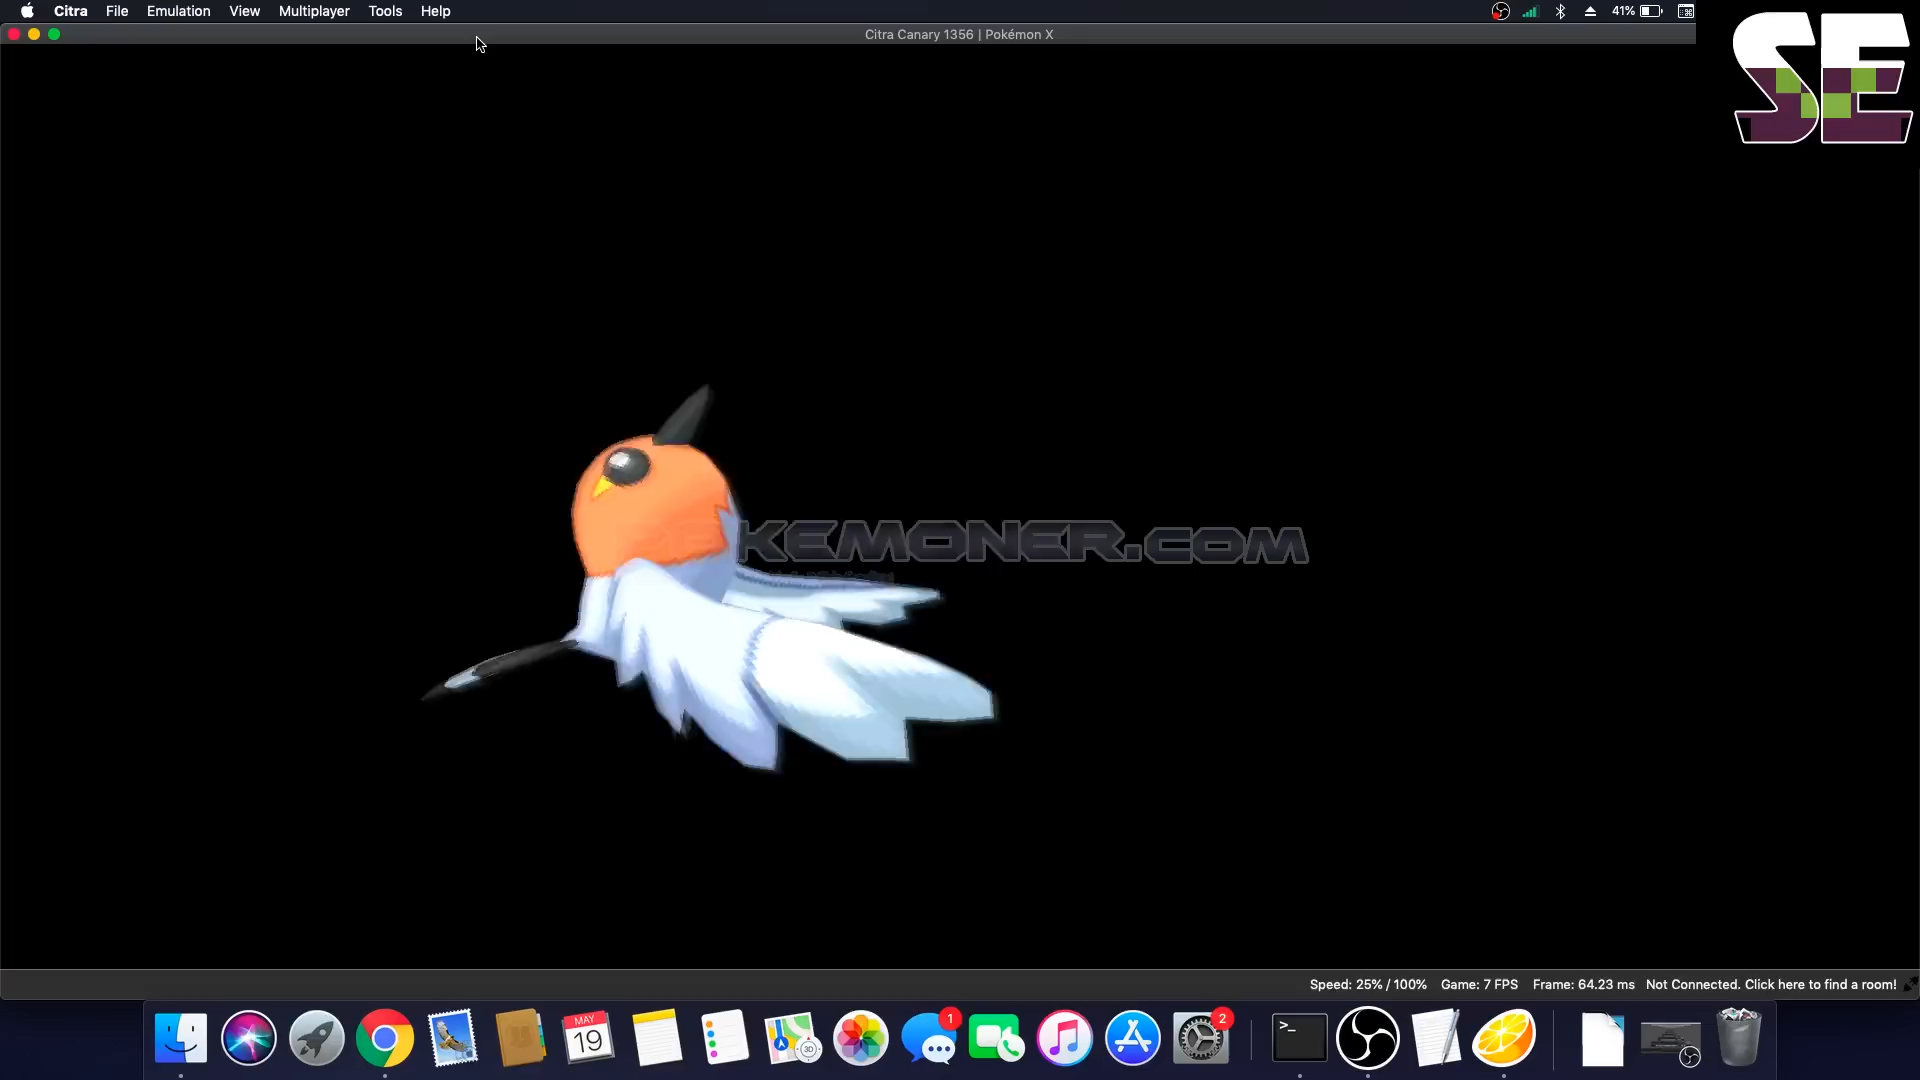 Citra File Emulation View Multiplayer Tools Help 41%
Citra Canary 1356 | Pokémon X
SE
KEMONER.COM
Speed: 25% / 100% Game: 7 FPS Frame: 64.23 ms Not Connected. Click here to find a room!
MAY
19
3D
1
2
>_